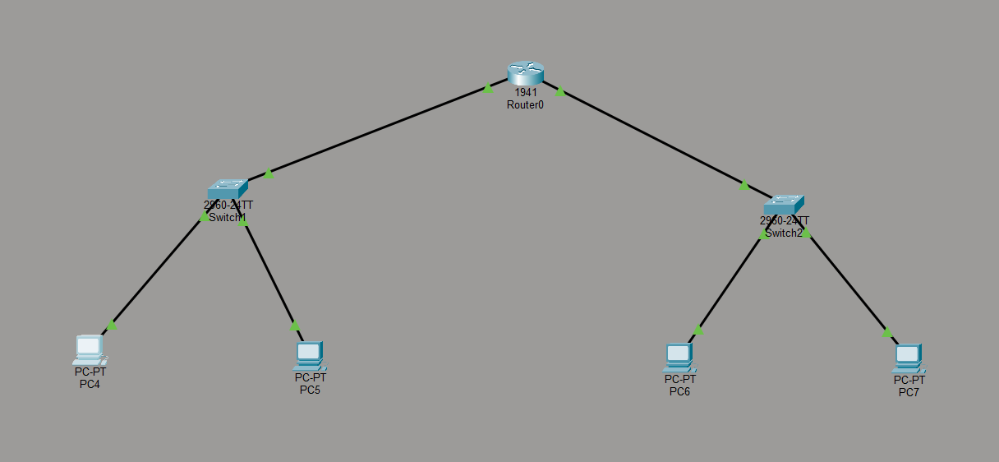 1941
Router0
2960-24TT
Switch1
2960-24TT
Switch2
PC-PT
PC4
PC-PT
PC5
PC-PT
PC6
PC-PT
PC7